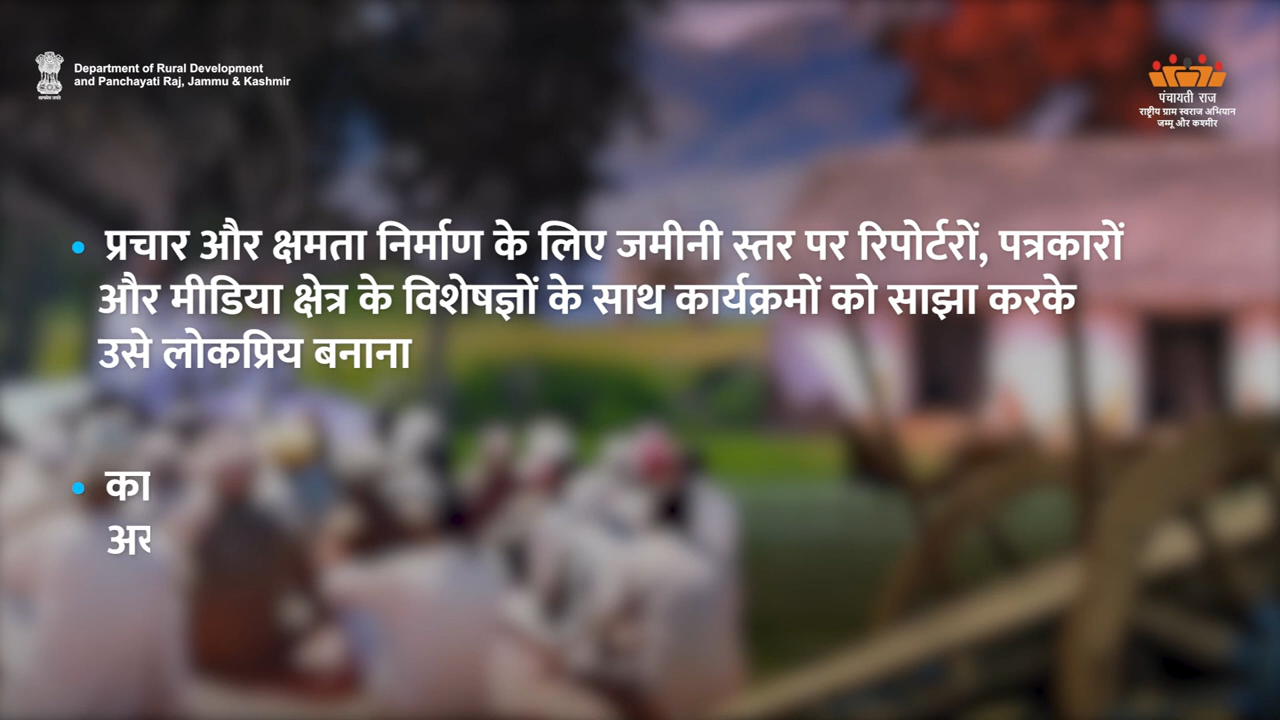 Department of Rural Development
and Panchayati Raj, Jammu & Kashmir
पंचायती राज
राष्ट्रीय ग्राम स्वराज अभियान
जम्मू और कश्मीर
• प्रचार और क्षमता निर्माण के लिए जमीनी स्तर पर रिपोर्टरों, पत्रकारों
और मीडिया क्षेत्र के विशेषज्ञों के साथ कार्यक्रमों को साझा करके
उसे लोकप्रिय बनाना
• का